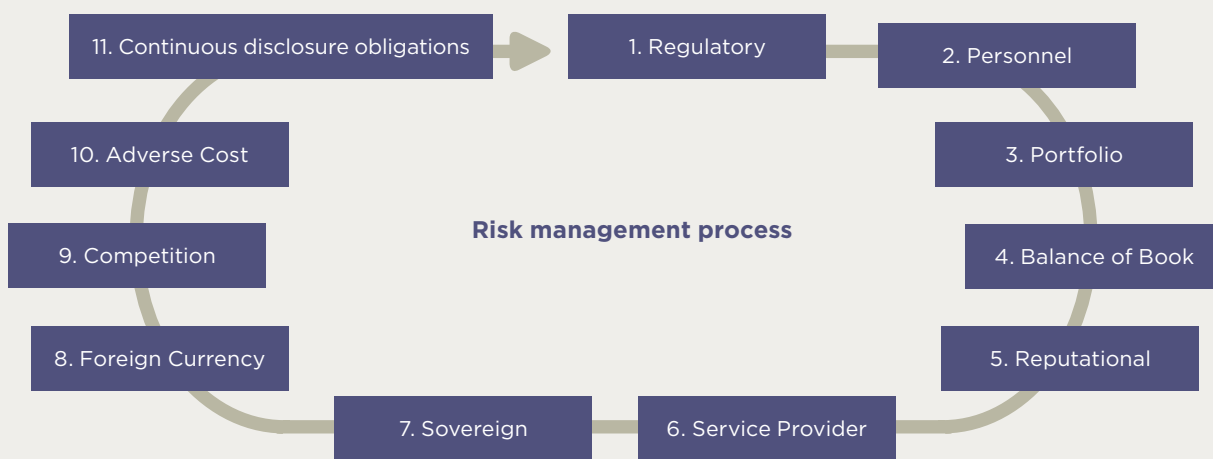 11. Continuous disclosure obligations
1. Regulatory
2. Personnel
10. Adverse Cost
3. Portfolio
Risk management process
9. Competition
4. Balance of Book
8. Foreign Currency
5. Reputational
7. Sovereign
6. Service Provider